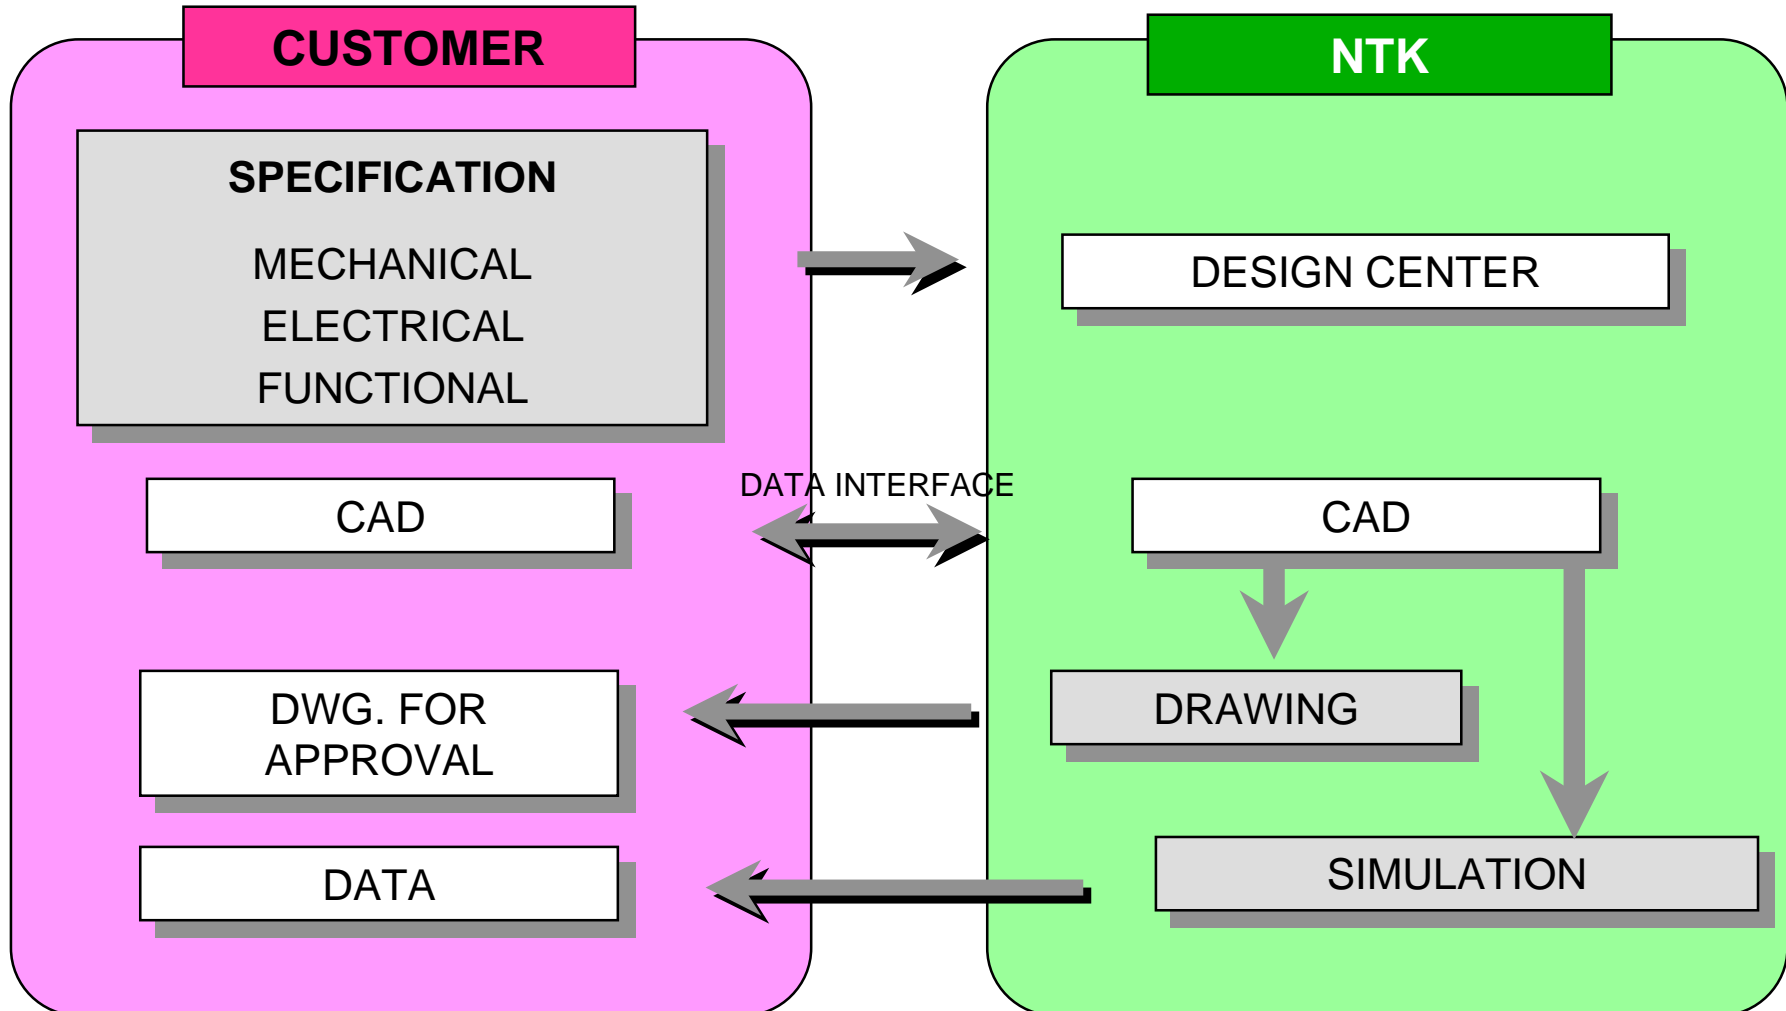 CUSTOMER
SPECIFICATION
MECHANICAL
ELECTRICAL
FUNCTIONAL
CAD
DWG. FOR
APPROVAL
DATA
DATA INTERFACE
NTK
DESIGN CENTER
CAD
DRAWING
SIMULATION